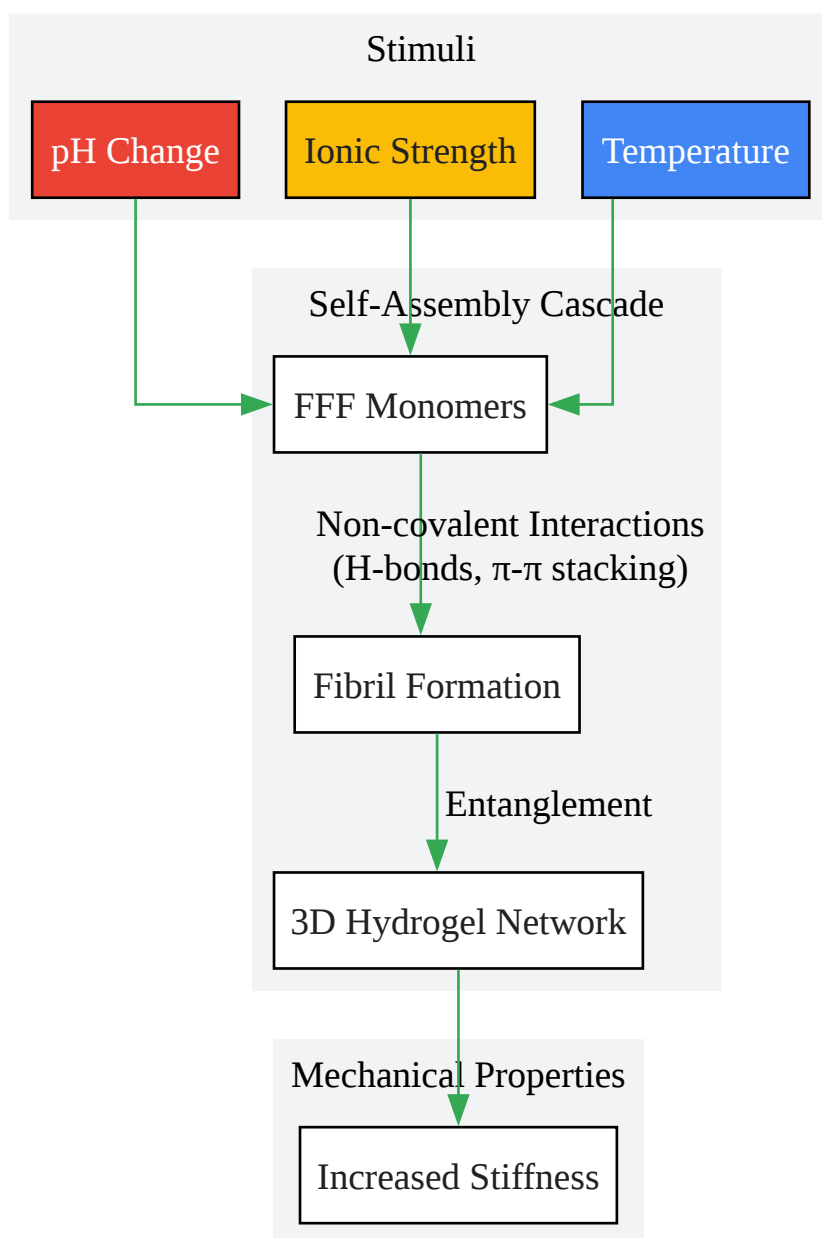 Stimuli
pH Change
Ionic Strength
Temperature
Self-Assembly Cascade
FFF Monomers
Non-covalent Interactions
(H-bonds, π-π stacking)
Fibril Formation
Entanglement
3D Hydrogel Network
Mechanical Properties
Increased Stiffness